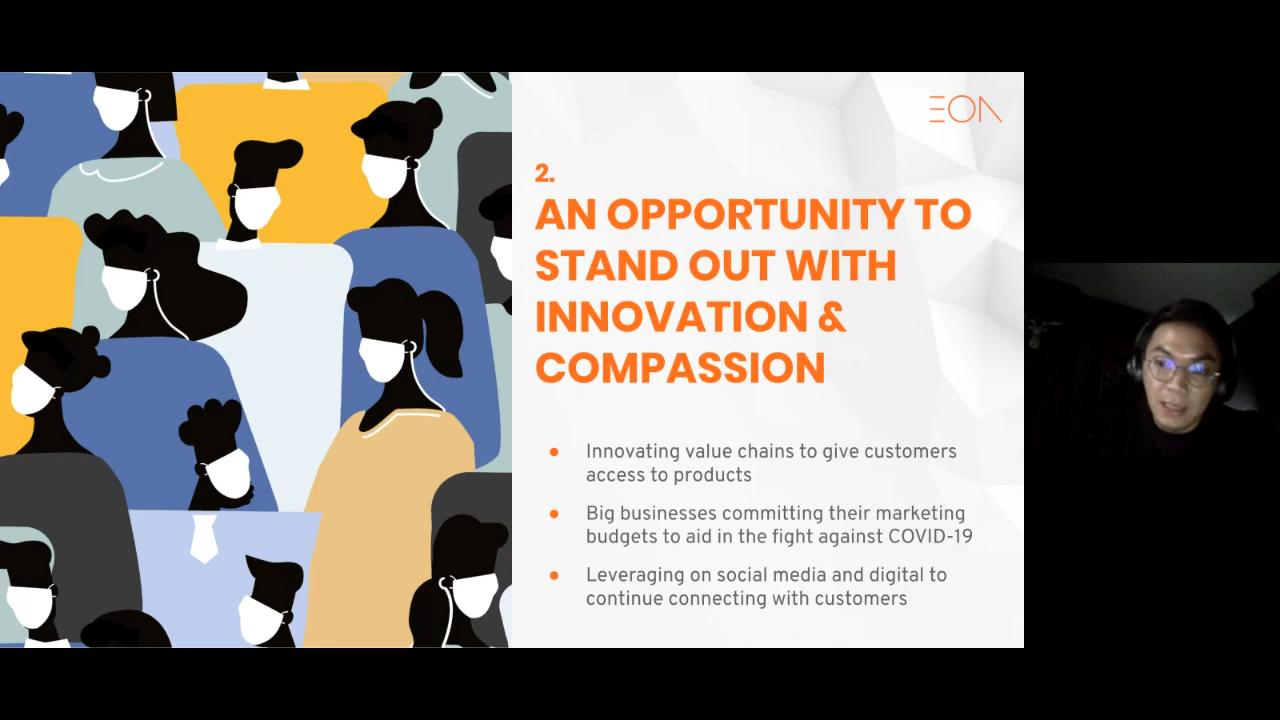 EON
2.
AN OPPORTUNITY TO
STAND OUT WITH
INNOVATION &
COMPASSION
● Innovating value chains to give customers
access to products
● Big businesses committing their marketing
budgets to aid in the fight against COVID-19
● Leveraging on social media and digital to
continue connecting with customers